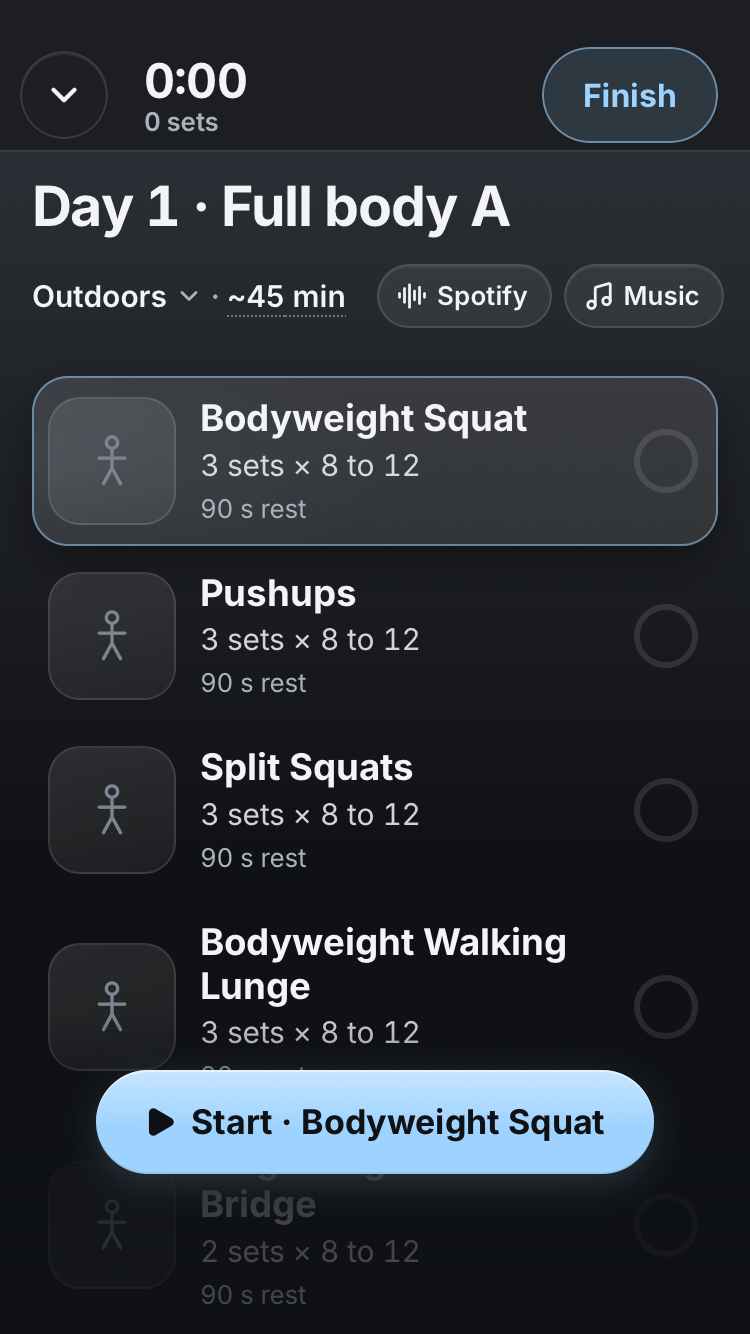 0:00
0 sets
Finish
Day 1 · Full body A
Outdoors · ~45 min
Spotify
Music
Bodyweight Squat
3 sets × 8 to 12
90 s rest
Pushups
3 sets × 8 to 12
90 s rest
Split Squats
3 sets × 8 to 12
90 s rest
Bodyweight Walking
Lunge
3 sets × 8 to 12
Start · Bodyweight Squat
Bridge
2 sets × 8 to 12
90 s rest